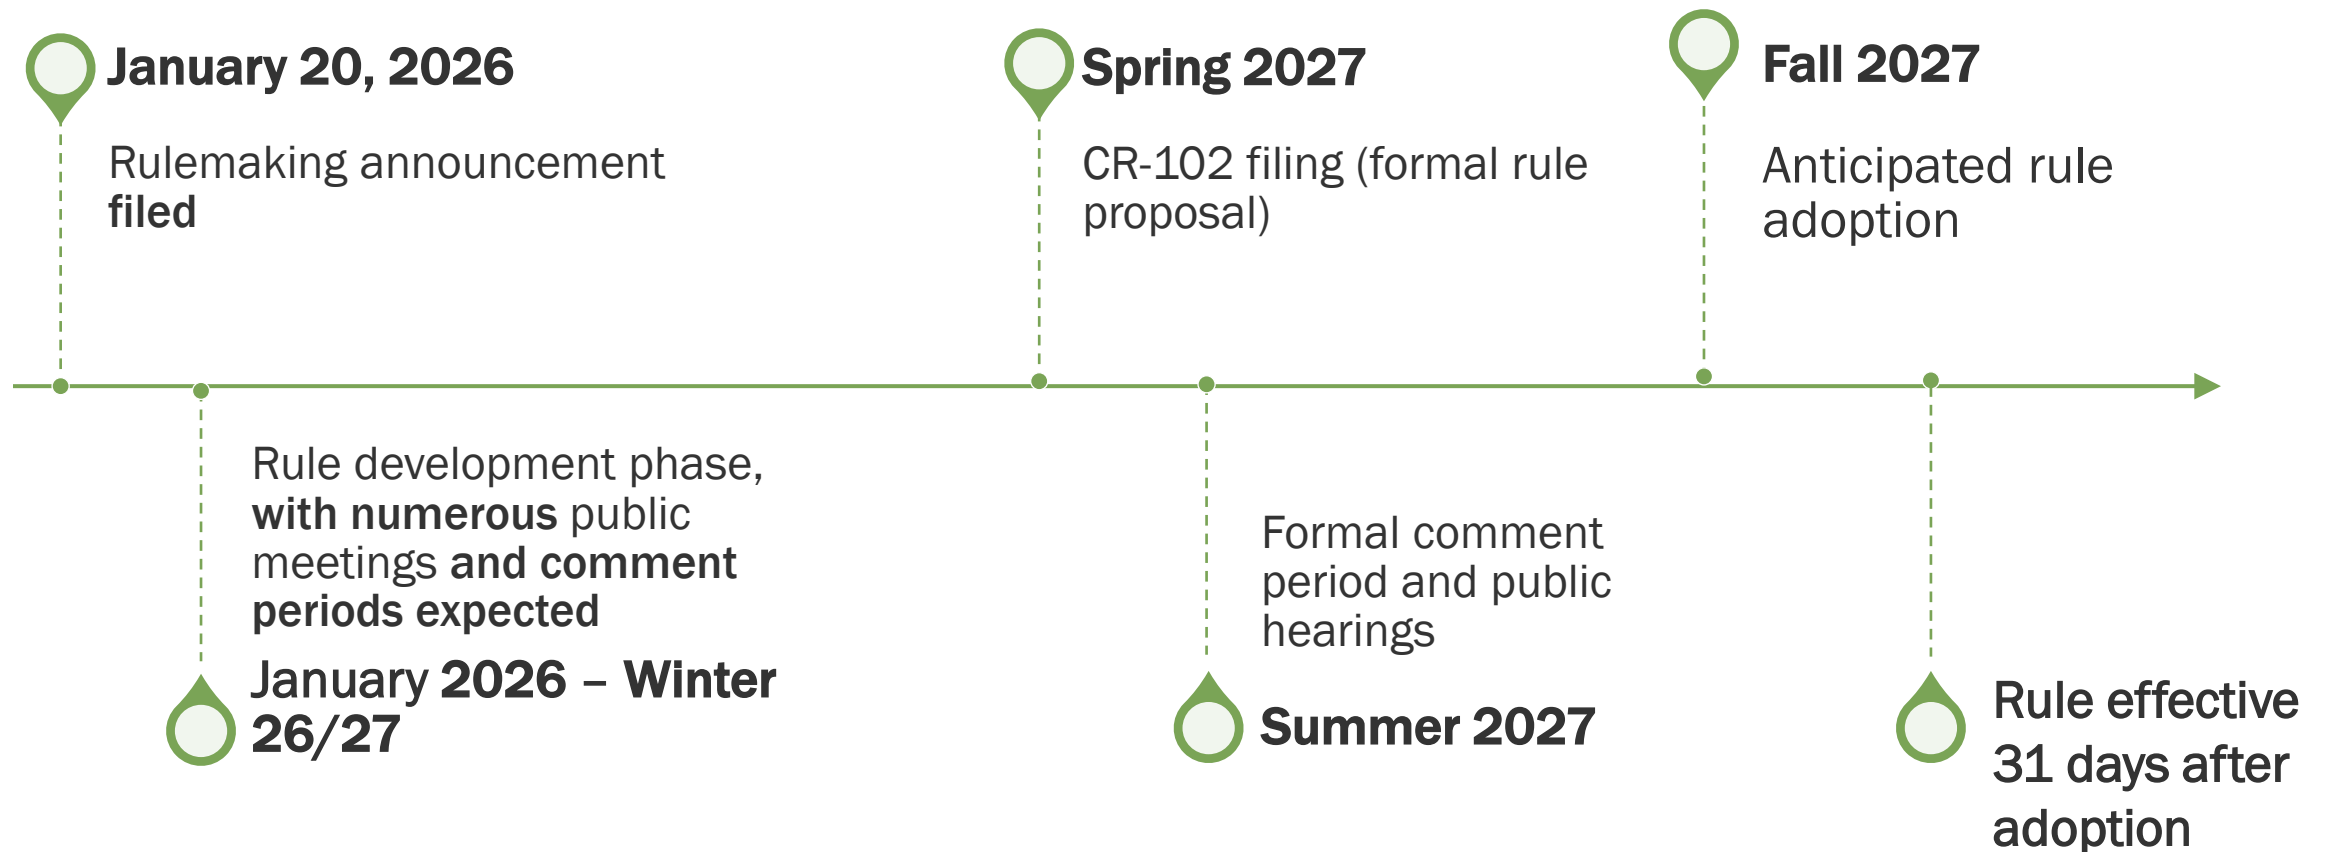 January 20, 2026
Rulemaking announcement
filed
Rule development phase,
with numerous public
meetings and comment
periods expected
January 2026 – Winter
26/27
Spring 2027
CR-102 filing (formal rule
proposal)
Formal comment
period and public
hearings
Summer 2027
Fall 2027
Anticipated rule
adoption
Rule effective
31 days after
adoption